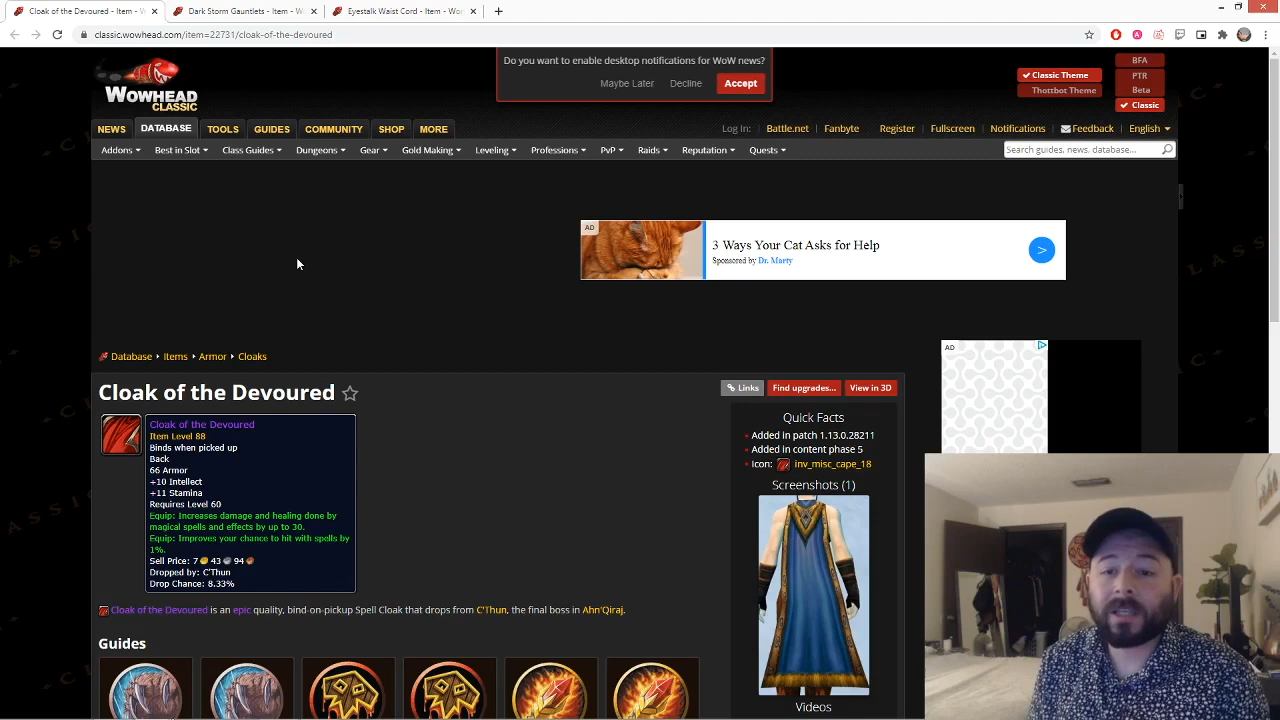 Cloak of the Devoured - Item - W
Dark Storm Gauntlets - Item - Wo
Eyestalk Waist Cord - Item - Wo
classic.wowhead.com/item=22731/cloak-of-the-devoured
WOWHEAD
CLASSIC
Do you want to enable desktop notifications for WoW news?
Maybe Later Decline Accept
Classic Theme
Thottbot Theme
BFA
PTR
Beta
Classic
NEWS DATABASE TOOLS GUIDES COMMUNITY SHOP MORE
Log In: Battle.net Fanbyte Register Fullscreen Notifications Feedback English
Addons Best in Slot Class Guides Dungeons Gear Gold Making Leveling Professions PvP Raids Reputation Quests
Search guides, news, database...
AD
3 Ways Your Cat Asks for Help
Sponsored by Dr. Marty
AD
Database Items Armor Cloaks
Cloak of the Devoured
Links Find upgrades... View in 3D
Cloak of the Devoured
Item Level 88
Binds when picked up
Back
66 Armor
+10 Intellect
+11 Stamina
Requires Level 60
Equip: Increases damage and healing done by
magical spells and effects by up to 30.
Equip: Improves your chance to hit with spells by
1%.
Sell Price: 7 43 94
Dropped by: C'Thun
Drop Chance: 8.33%
Quick Facts
Added in patch 1.13.0.28211
Added in content phase 5
Icon: inv_misc_cape_18
Screenshots (1)
Videos
Cloak of the Devoured is an epic quality, bind-on-pickup Spell Cloak that drops from C'Thun, the final boss in Ahn'Qiraj.
Guides